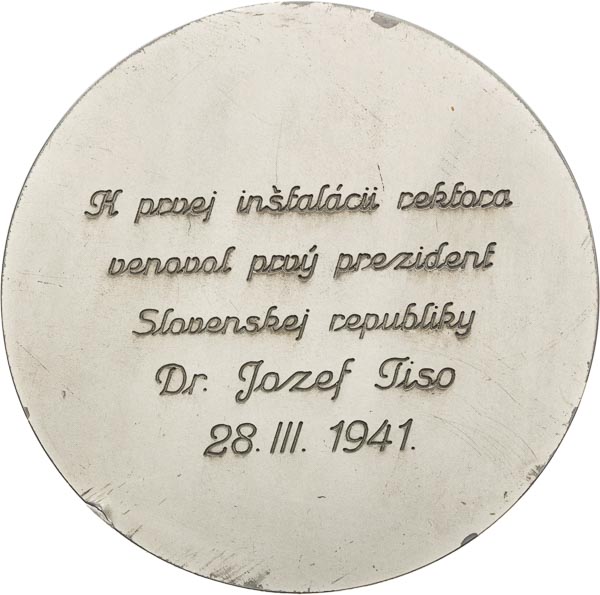 K prvej inštalácii rektora
venoval prvý prezident
Slovenskej republiky
Dr. Jozef Tiso
28. III. 1941.